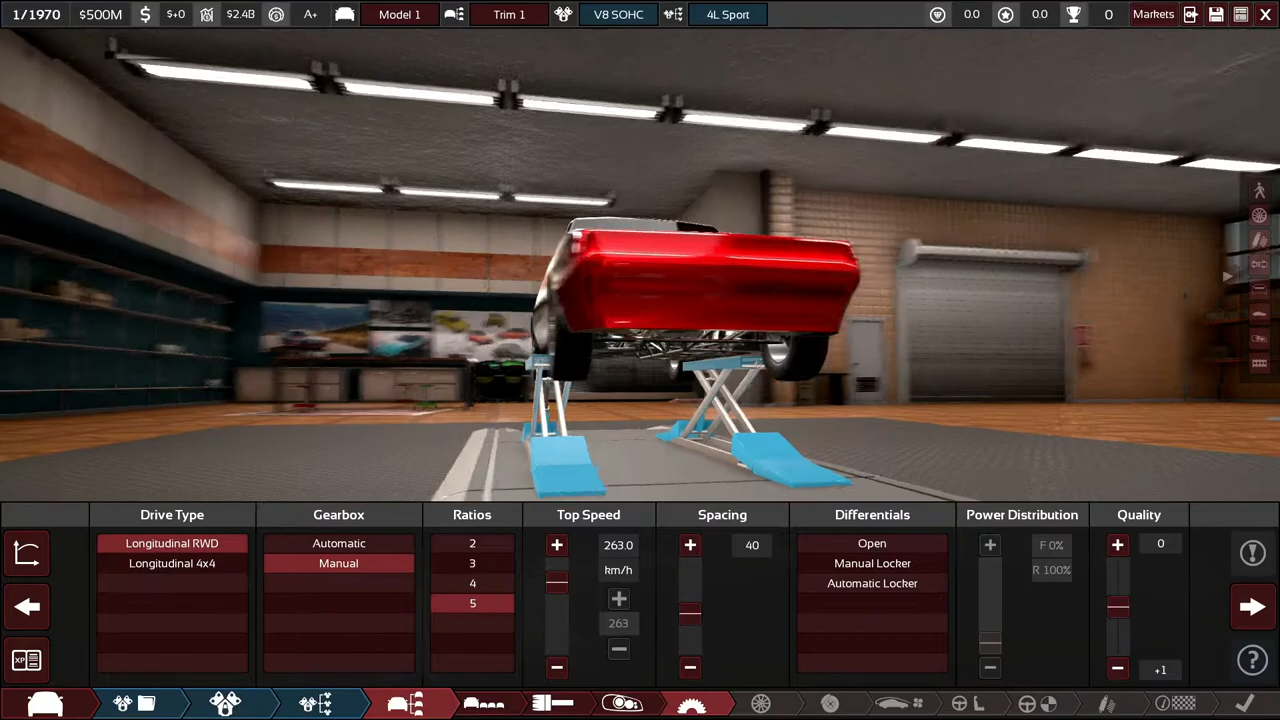 1/1970 $500M $+0 $2.4B A+ Model 1 Trim 1 V8 SOHC 4L Sport 0.0 0.0 0 Markets
Drive Type Gearbox Ratios Top Speed Spacing Differentials Power Distribution Quality
Longitudinal RWD Automatic 2 263.0 40 Open F 0% 0
Longitudinal 4x4 Manual 3 km/h Manual Locker R 100%
4 Automatic Locker
5
263
XP +1